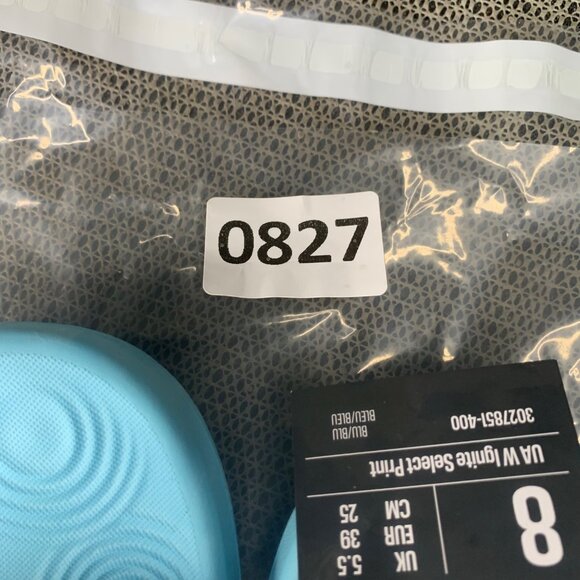 0827
8
UK 5.5
EUR 39
CM 25
UA W Ignite Select Print
3027851-400
BLU/BLU
BLEU/BLEU